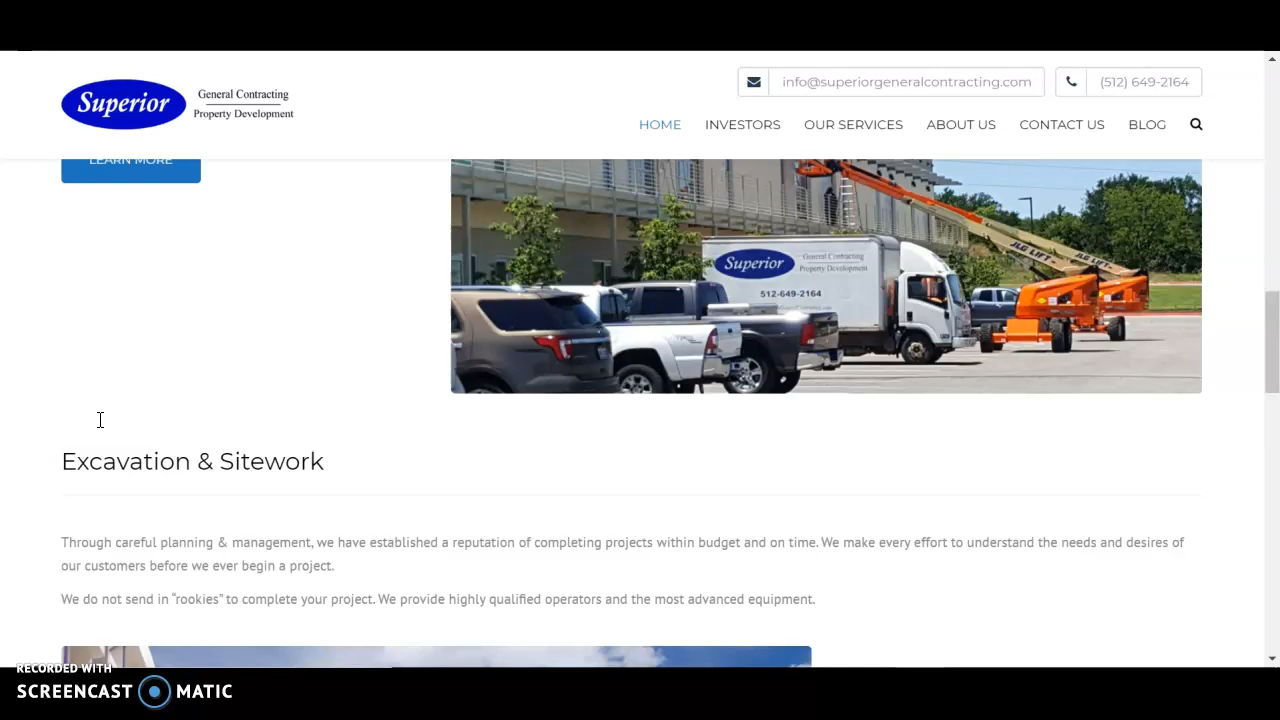 info@superiorgeneralcontracting.com
(512) 649-2164
Superior
General Contracting
Property Development
HOME
INVESTORS
OUR SERVICES
ABOUT US
CONTACT US
BLOG
LEARN MORE
Superior
General Contracting
Property Development
512-649-2164
JLG LIFT
JLG LIFT
Excavation & Sitework
Through careful planning & management, we have established a reputation of completing projects within budget and on time. We make every effort to understand the needs and desires of
our customers before we ever begin a project.
We do not send in “rookies” to complete your project. We provide highly qualified operators and the most advanced equipment.
RECORDED WITH
SCREENCAST MATIC